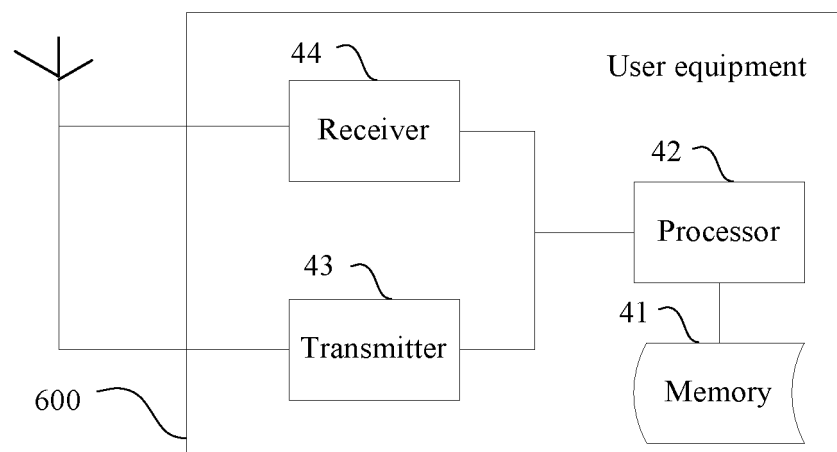 44
User equipment
Receiver
42
Processor
43
41
Transmitter
Memory
600